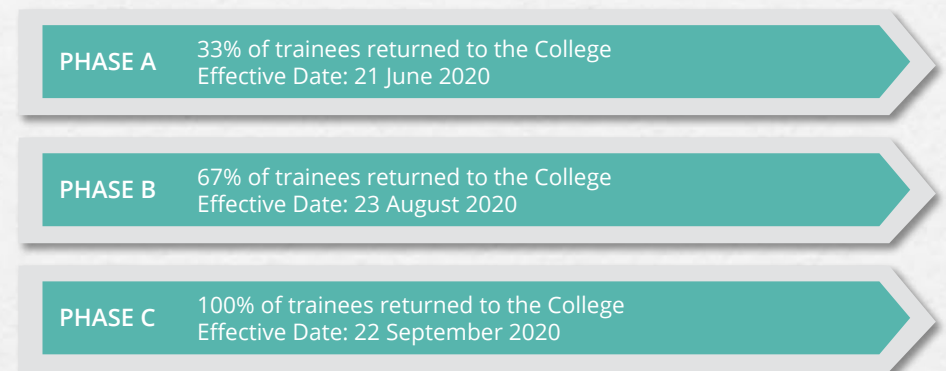 PHASE A
33% of trainees returned to the College
Effective Date: 21 June 2020
PHASE B
67% of trainees returned to the College
Effective Date: 23 August 2020
PHASE C
100% of trainees returned to the College
Effective Date: 22 September 2020